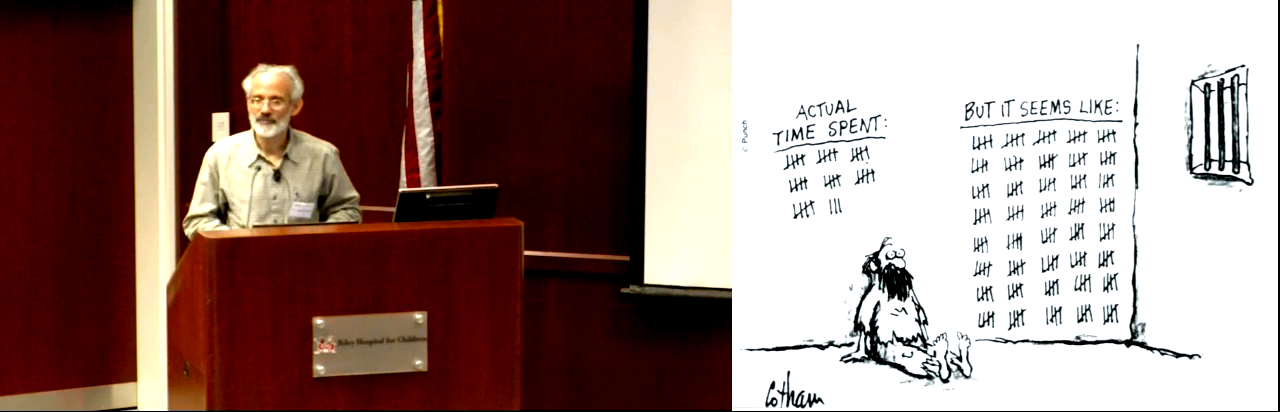 Riley Hospital for Children
© Punch
ACTUAL
TIME SPENT:
BUT IT SEEMS LIKE:
Cotham